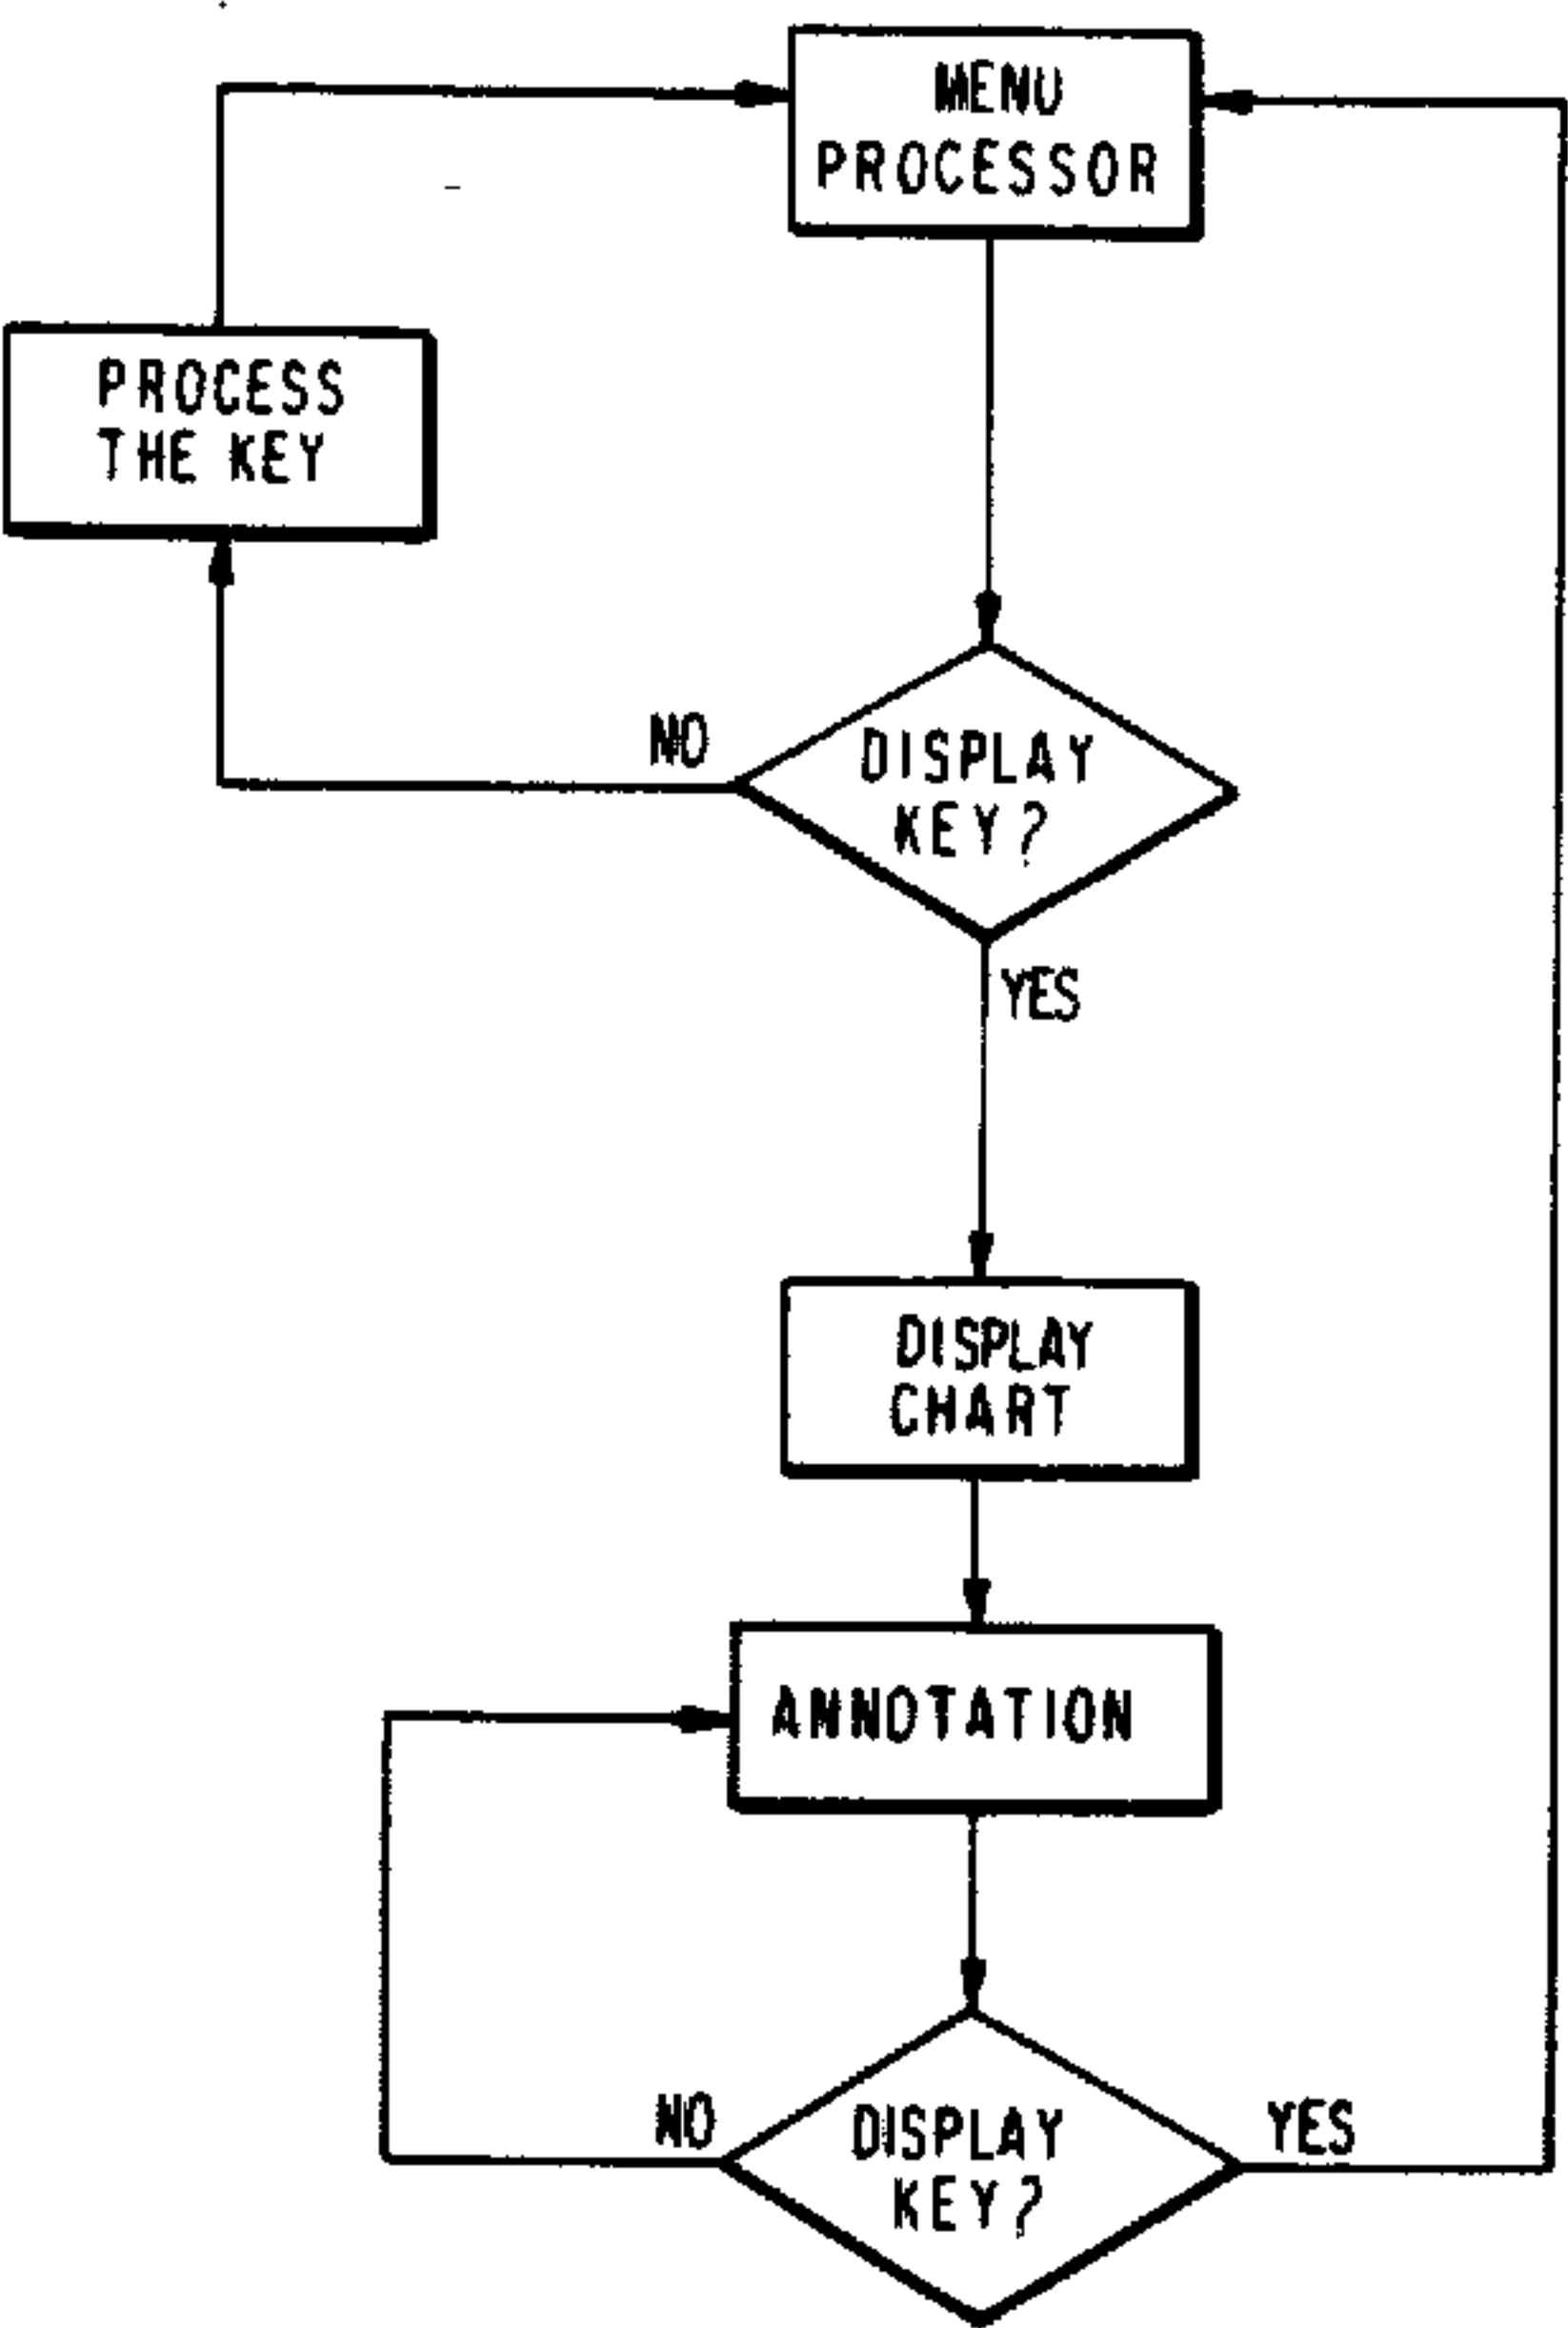 MENU
PROCESSOR
PROCESS
THE KEY
NO
DISPLAY
KEY?
YES
DISPLAY
CHART
ANNOTATION
NO
DISPLAY
KEY?
YES